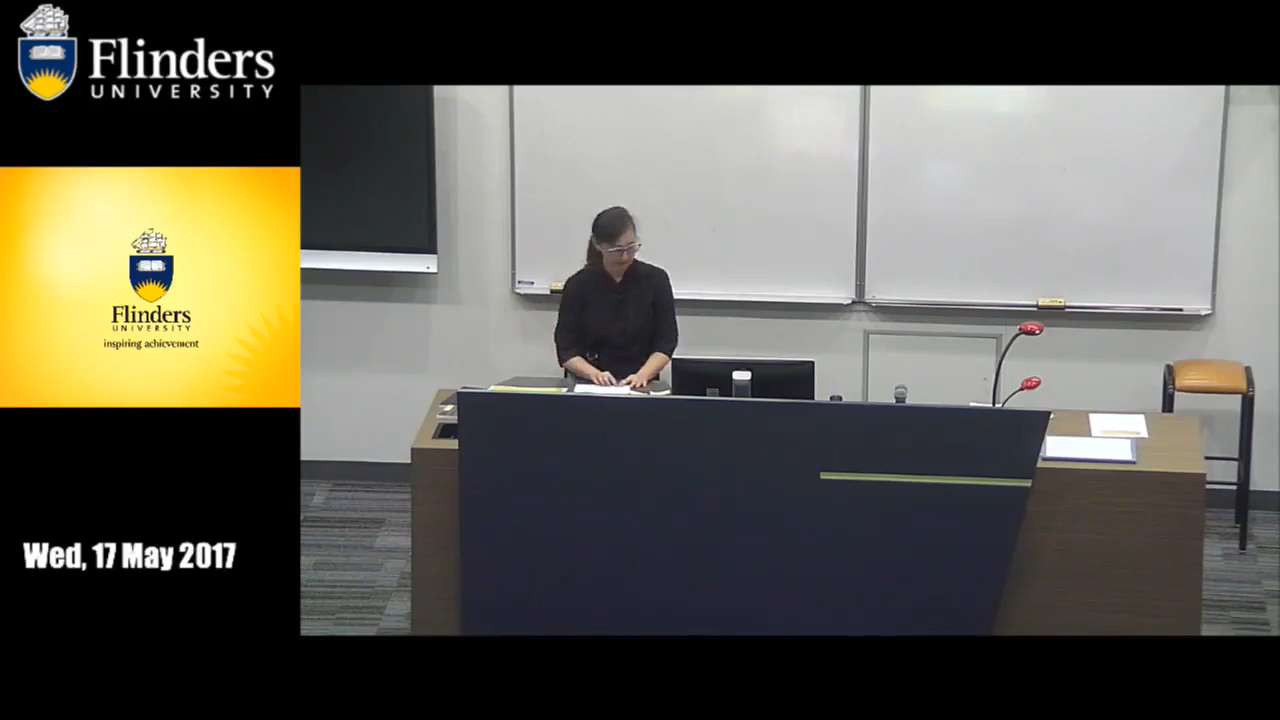 Flinders
UNIVERSITY
Flinders
UNIVERSITY
inspiring achievement
Wed, 17 May 2017